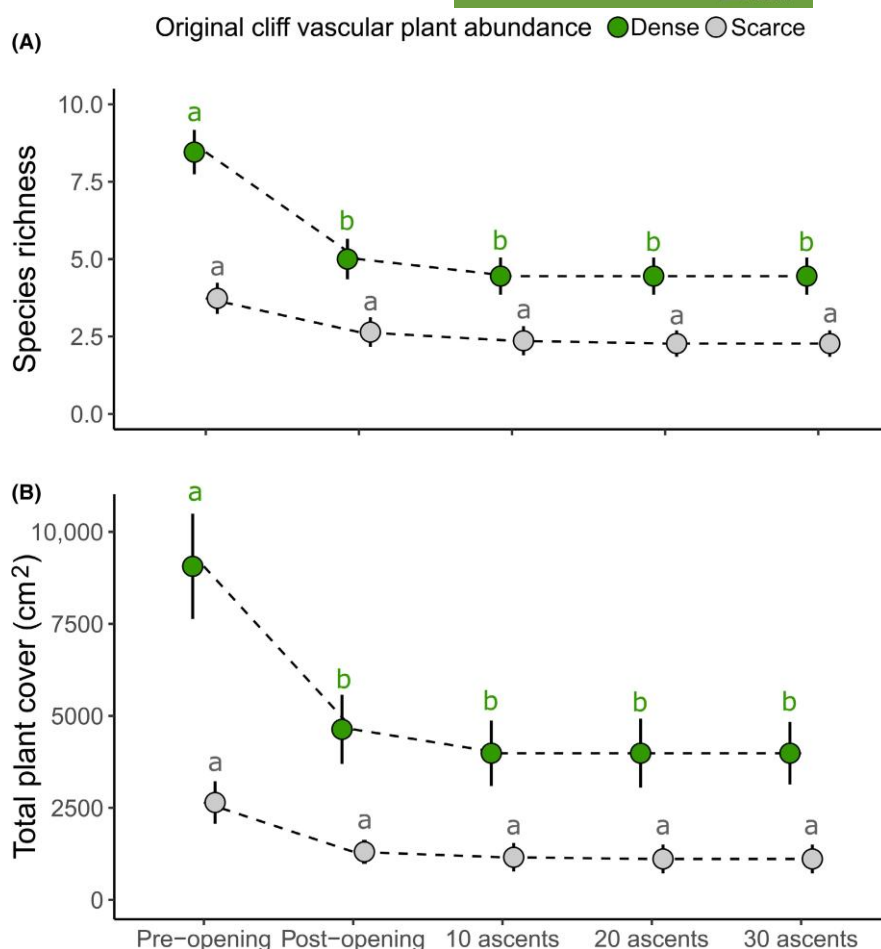 Original cliff vascular plant abundance Dense Scarce
(A)
Species richness
10.0
7.5
5.0
2.5
0.0
a
b
b
b
b
a
a
a
a
a
(B)
Total plant cover (cm²)
10,000
7500
5000
2500
0
a
b
b
b
b
a
a
a
a
a
Pre−opening Post−opening 10 ascents 20 ascents 30 ascents